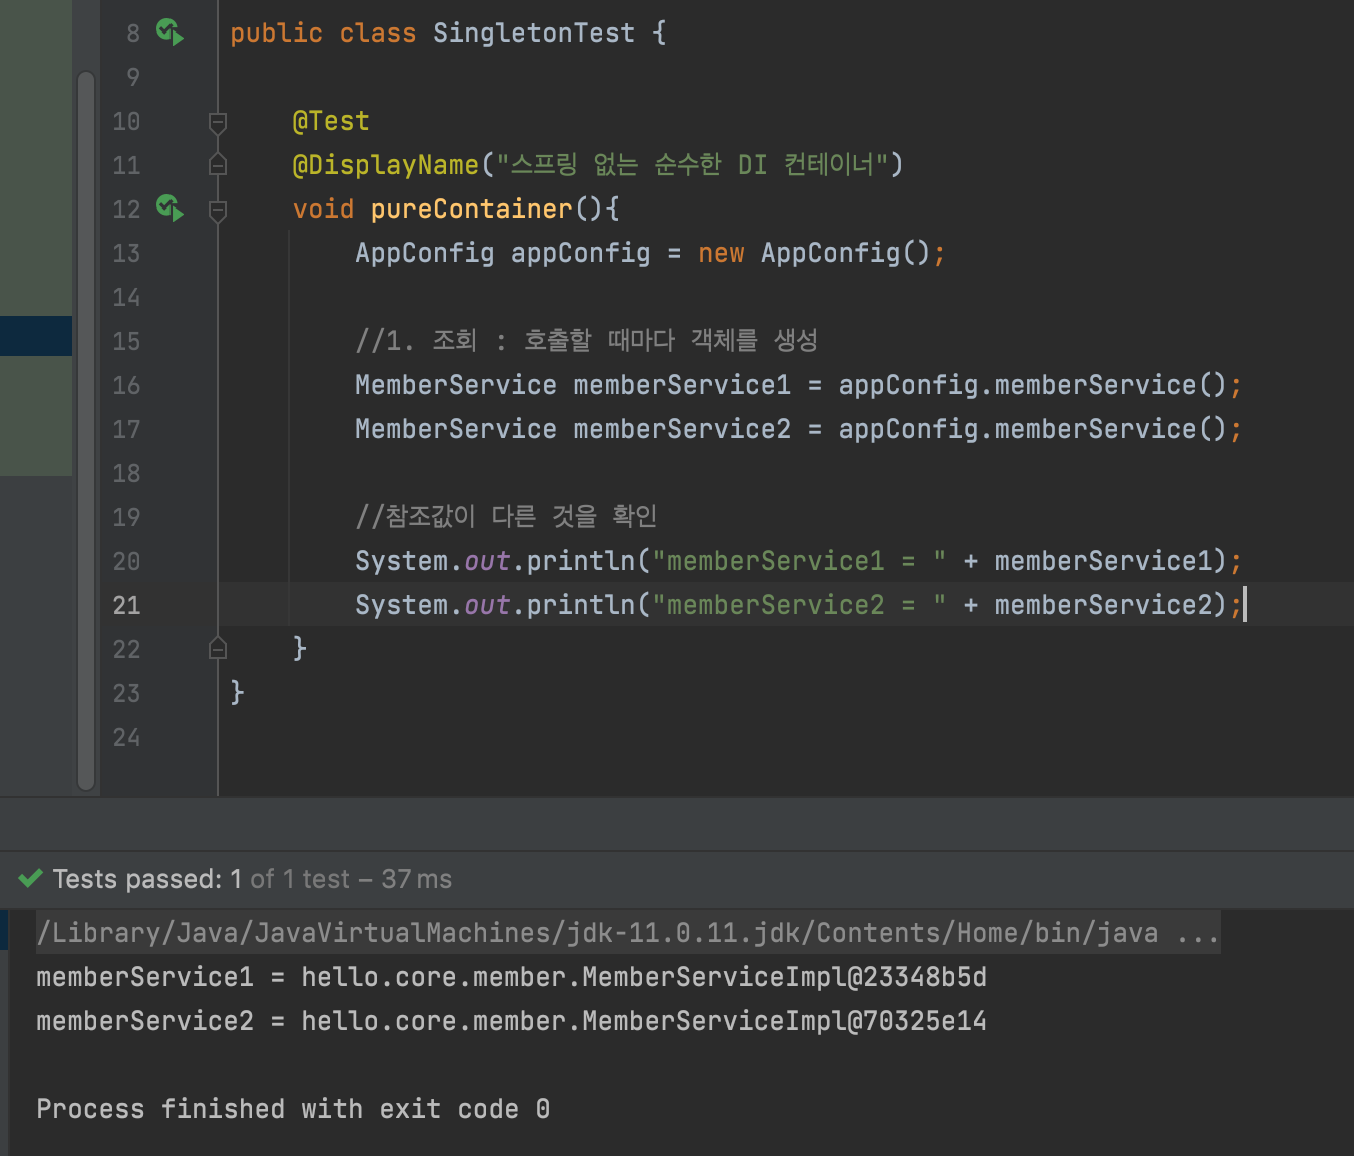 8 public class SingletonTest {
9
10 @Test
11 @DisplayName("스프링 없는 순수한 DI 컨테이너")
12 void pureContainer(){
13 AppConfig appConfig = new AppConfig();
14
15 //1. 조회 : 호출할 때마다 객체를 생성
16 MemberService memberService1 = appConfig.memberService();
17 MemberService memberService2 = appConfig.memberService();
18
19 //참조값이 다른 것을 확인
20 System.out.println("memberService1 = " + memberService1);
21 System.out.println("memberService2 = " + memberService2);
22 }
23 }
24
Tests passed: 1 of 1 test – 37 ms
/Library/Java/JavaVirtualMachines/jdk-11.0.11.jdk/Contents/Home/bin/java ...
memberService1 = hello.core.member.MemberServiceImpl@23348b5d
memberService2 = hello.core.member.MemberServiceImpl@70325e14
Process finished with exit code 0